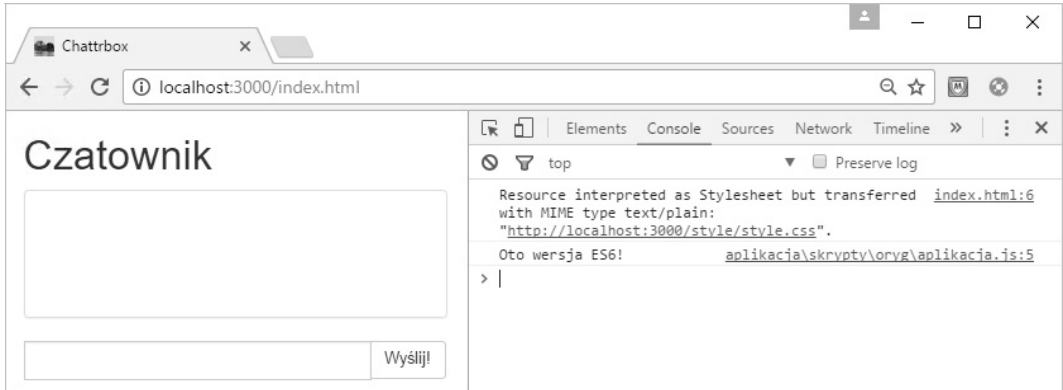 Chattrbox
localhost:3000/index.html
Czatownik
Wyślij!
Elements Console Sources Network Timeline »
top Preserve log
Resource interpreted as Stylesheet but transferred index.html:6
with MIME type text/plain:
"http://localhost:3000/style/style.css".
Oto wersja ES6! aplikacja\skrypty\oryg\aplikacja.js:5
>